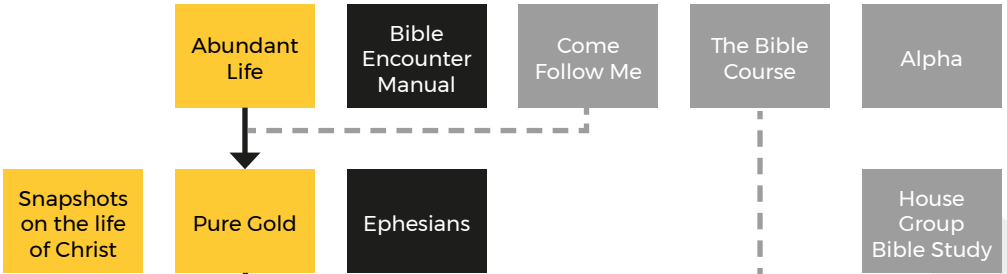 Abundant
Life
Bible
Encounter
Manual
Come
Follow Me
The Bible
Course
Alpha
Snapshots
on the life
of Christ
Pure Gold
Ephesians
House
Group
Bible Study